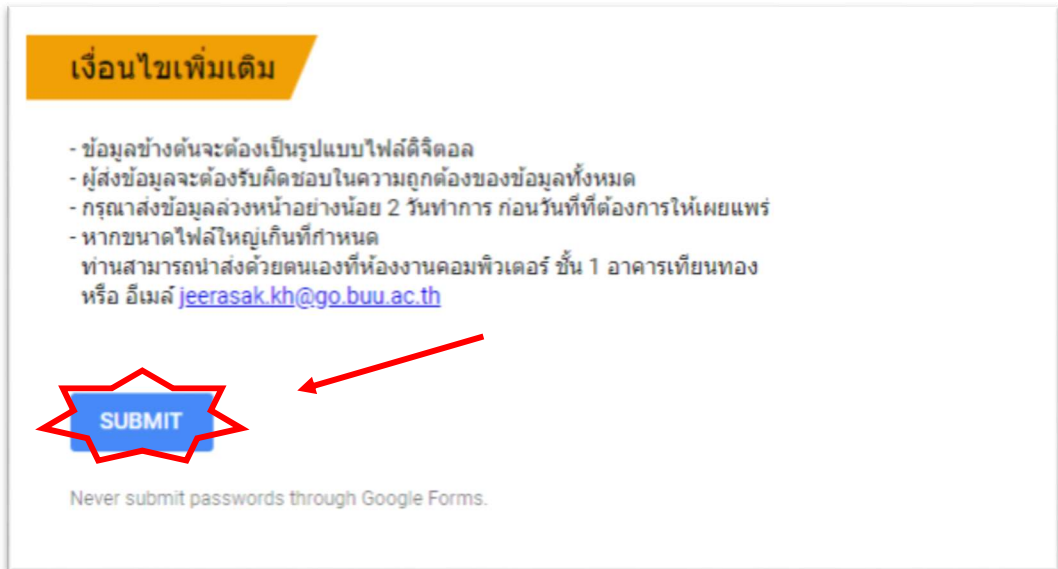 เงื่อนไขเพิ่มเติม
- ข้อมูลข้างต้นจะต้องเป็นรูปแบบไฟล์ดิจิตอล
- ผู้ส่งข้อมูลจะต้องรับผิดชอบในความถูกต้องของข้อมูลทั้งหมด
- กรุณาส่งข้อมูลล่วงหน้าอย่างน้อย 2 วันทำการ ก่อนวันที่ที่ต้องการให้เผยแพร่
- หากขนาดไฟล์ใหญ่เกินที่กำหนด
ท่านสามารถนำส่งด้วยตนเองที่ห้องงานคอมพิวเตอร์ ชั้น 1 อาคารเทียนทอง
หรือ อีเมล์ jeerasak.kh@go.buu.ac.th
SUBMIT
Never submit passwords through Google Forms.